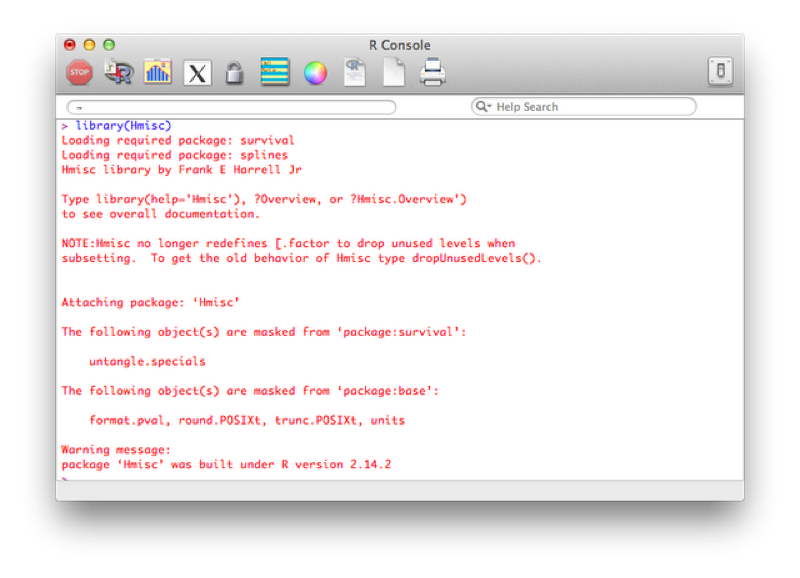 R Console
STOP
R
X
R
Help Search
> library(Hmisc)
Loading required package: survival
Loading required package: splines
Hmisc library by Frank E Harrell Jr
Type library(help='Hmisc'), ?Overview, or ?Hmisc.Overview')
to see overall documentation.
NOTE:Hmisc no longer redefines [.factor to drop unused levels when
subsetting.  To get the old behavior of Hmisc type dropUnusedLevels().
Attaching package: ‘Hmisc’
The following object(s) are masked from ‘package:survival’:
untangle.specials
The following object(s) are masked from ‘package:base’:
format.pval, round.POSIXt, trunc.POSIXt, units
Warning message:
package ‘Hmisc’ was built under R version 2.14.2
>